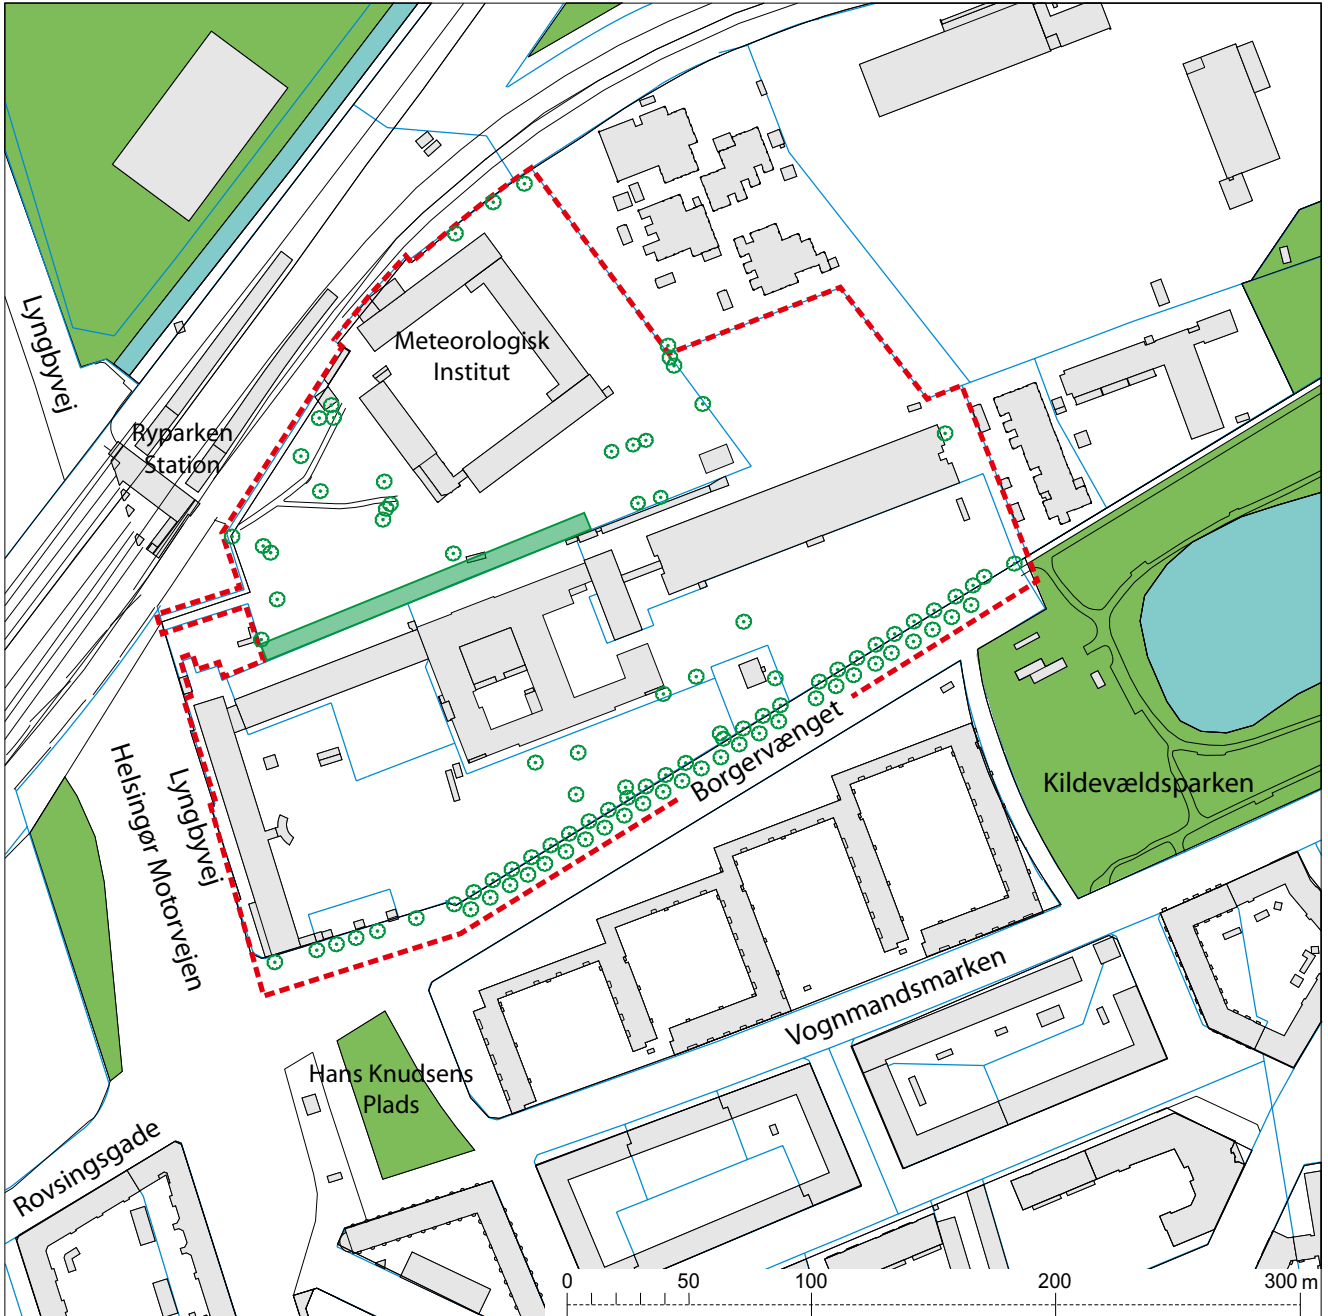 Lyngbyvej
Meteorologisk
Institut
Ryparken
Station
Borgervænget
Kildevældsparken
Lyngbyvej
Helsingør Motorvejen
Vognmandsmarken
Hans Knudsens
Plads
Rovsingsgade
0 50 100 200 300 m